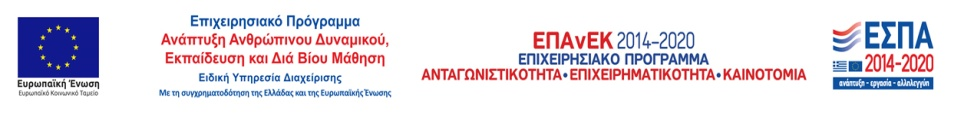 Ευρωπαϊκή Ένωση
Ευρωπαϊκό Κοινωνικό Ταμείο
Επιχειρησιακό Πρόγραμμα
Ανάπτυξη Ανθρώπινου Δυναμικού,
Εκπαίδευση και Διά Βίου Μάθηση
Ειδική Υπηρεσία Διαχείρισης
Με τη συγχρηματοδότηση της Ελλάδας και της Ευρωπαϊκής Ένωσης
ΕΠΑνΕΚ 2014–2020
ΕΠΙΧΕΙΡΗΣΙΑΚΟ ΠΡΟΓΡΑΜΜΑ
ΑΝΤΑΓΩΝΙΣΤΙΚΟΤΗΤΑ • ΕΠΙΧΕΙΡΗΜΑΤΙΚΟΤΗΤΑ • ΚΑΙΝΟΤΟΜΙΑ
ΕΣΠΑ
2014-2020
ανάπτυξη - εργασία - αλληλεγγύη